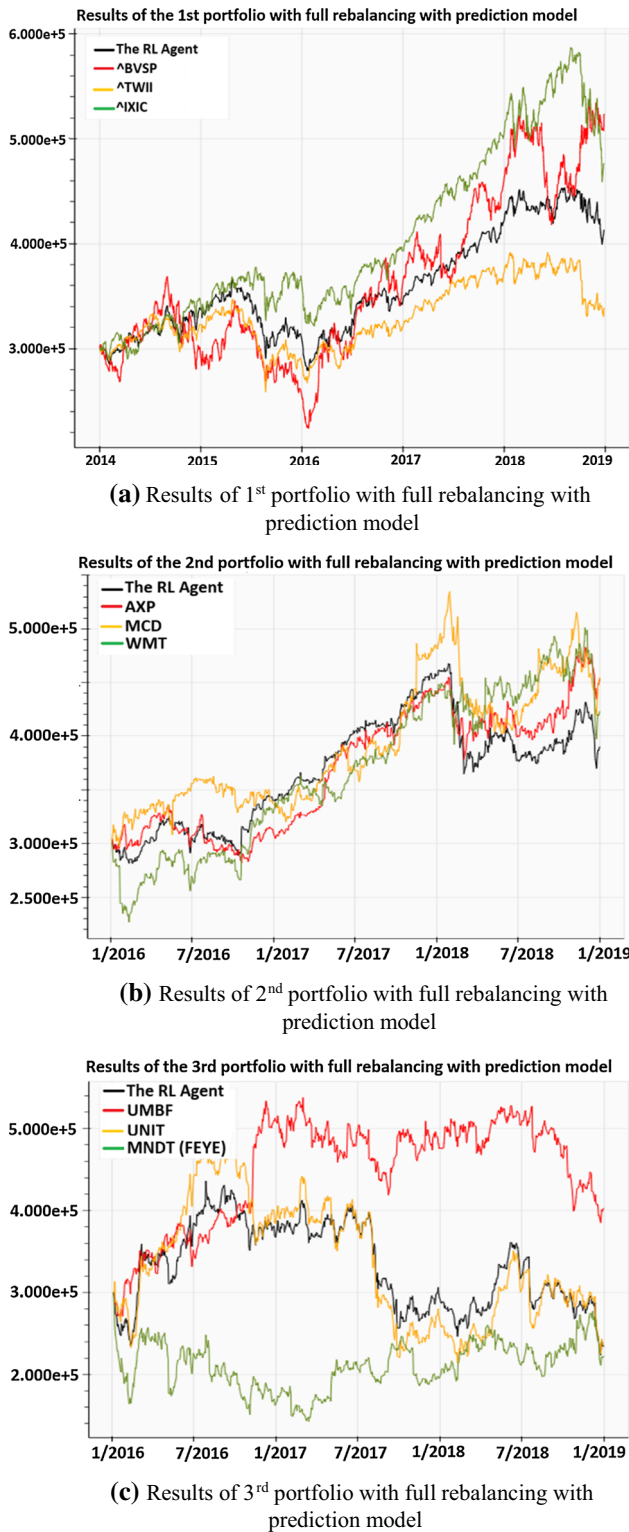 Results of the 1st portfolio with full rebalancing with prediction model
6.000e+5
The RL Agent
^BVSP
^TWII
^IXIC
5.000e+5
4.000e+5
3.000e+5
2014 2015 2016 2017 2018 2019
(a) Results of 1st portfolio with full rebalancing with
prediction model
Results of the 2nd portfolio with full rebalancing with prediction model
The RL Agent
AXP
MCD
WMT
5.000e+5
4.000e+5
3.000e+5
2.500e+5
1/2016 7/2016 1/2017 7/2017 1/2018 7/2018 1/2019
(b) Results of 2nd portfolio with full rebalancing with
prediction model
Results of the 3rd portfolio with full rebalancing with prediction model
The RL Agent
UMBF
UNIT
MNDT (FEYE)
5.000e+5
4.000e+5
3.000e+5
2.000e+5
1/2016 7/2016 1/2017 7/2017 1/2018 7/2018 1/2019
(c) Results of 3rd portfolio with full rebalancing with
prediction model